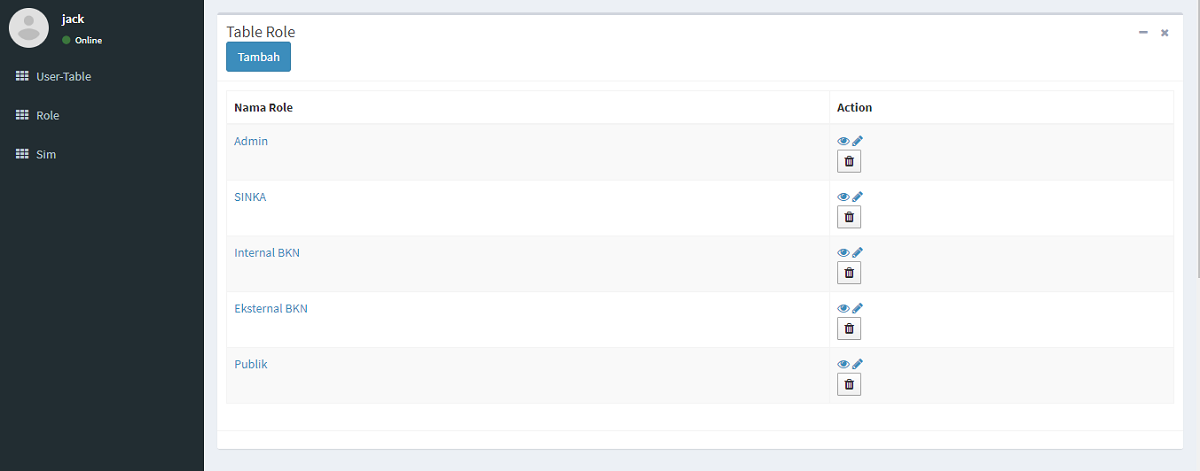 jack
Online
User-Table
Role
Sim
Table Role
Tambah
Nama Role Action
Admin
SINKA
Internal BKN
Eksternal BKN
Publik